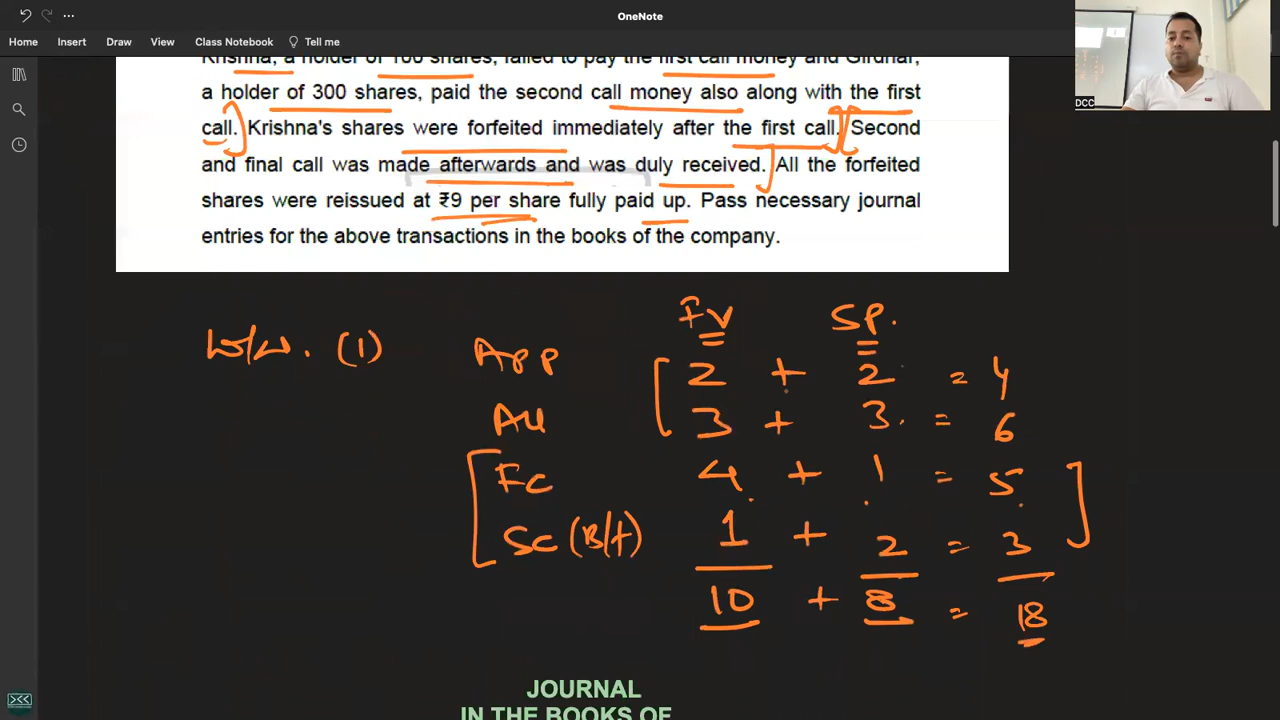 OneNote
Home Insert Draw View Class Notebook Tell me
Krishna, a holder of 100 shares, failed to pay the first call money and Girdhar,
a holder of 300 shares, paid the second call money also along with the first
call. Krishna's shares were forfeited immediately after the first call. Second
and final call was made afterwards and was duly received. All the forfeited
shares were reissued at ₹9 per share fully paid up. Pass necessary journal
entries for the above transactions in the books of the company.
DCC
FV SP.
W/W. (1) APP 2 + 2 = 4
All 3 + 3 = 6
FC 4 + 1 = 5
SC (B/f) 1 + 2 = 3
10 + 8 = 18
JOURNAL
IN THE BOOKS OF